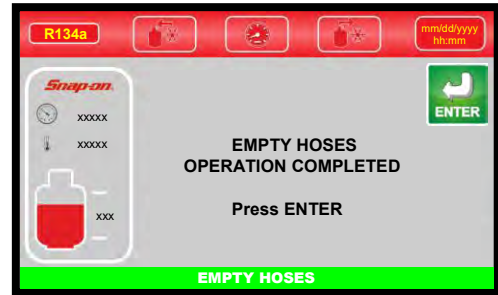 R134a
mm/dd/yyyy
hh:mm
Snap-on
xxxxx
xxxxx
xxx
ENTER
EMPTY HOSES
OPERATION COMPLETED
Press ENTER
EMPTY HOSES